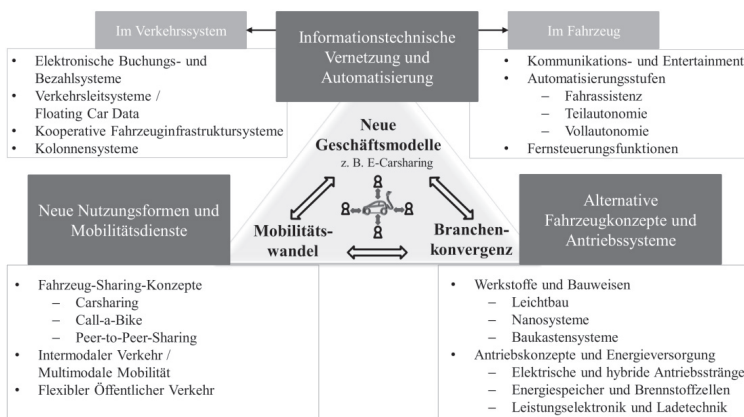 Im Verkehrssystem
Informationstechnische
Vernetzung und
Automatisierung
Im Fahrzeug
• Elektronische Buchungs- und
Bezahlsysteme
• Verkehrsleitsysteme /
Floating Car Data
• Kooperative Fahrzeuginfrastruktursysteme
• Kolonnensysteme
• Kommunikations- und Entertainment
• Automatisierungsstufen
– Fahrassistenz
– Teilautonomie
– Vollautonomie
• Fernsteuerungsfunktionen
Neue
Geschäftsmodelle
z. B. E-Carsharing
Mobilitäts-
wandel
Branchen-
konvergenz
Neue Nutzungsformen und
Mobilitätsdienste
• Fahrzeug-Sharing-Konzepte
– Carsharing
– Call-a-Bike
– Peer-to-Peer-Sharing
• Intermodaler Verkehr /
Multimodale Mobilität
• Flexibler Öffentlicher Verkehr
Alternative
Fahrzeugkonzepte und
Antriebssysteme
• Werkstoffe und Bauweisen
– Leichtbau
– Nanosysteme
– Baukastensysteme
• Antriebskonzepte und Energieversorgung
– Elektrische und hybride Antriebsstränge
– Energiespeicher und Brennstoffzellen
– Leistungselektronik und Ladetechnik